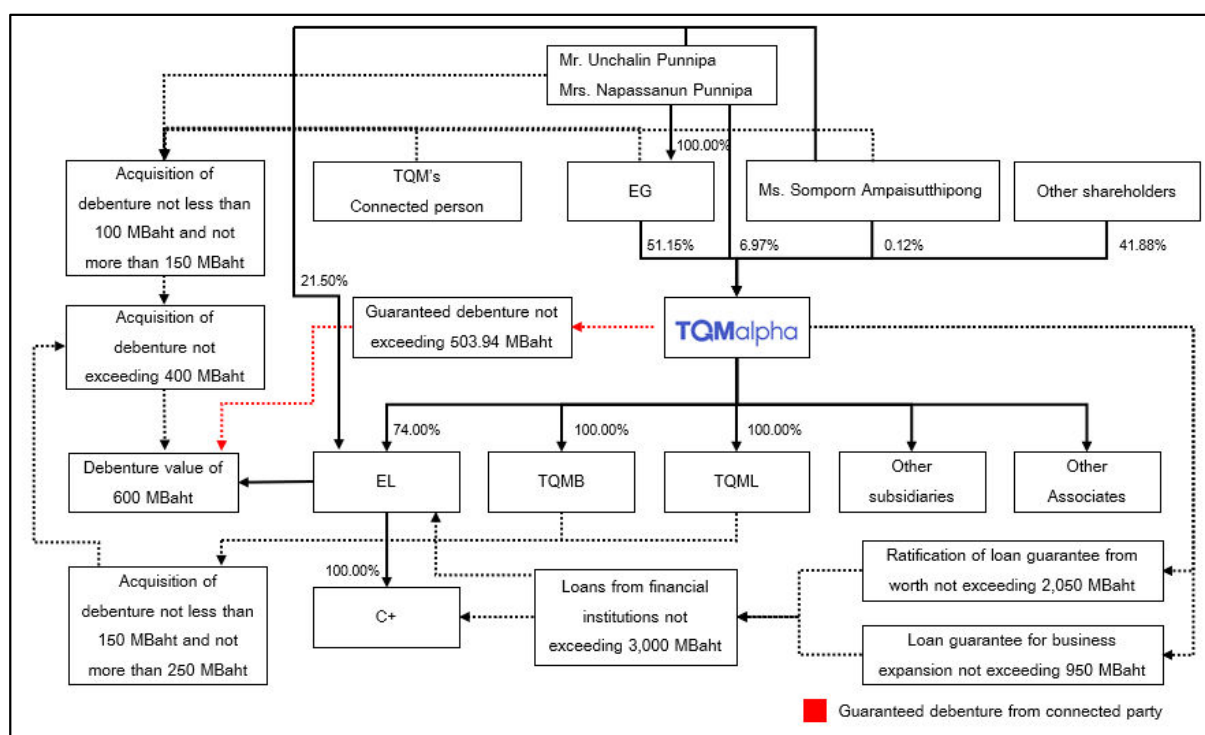 Mr. Unchalin Punnipa
Mrs. Napassanun Punnipa
100.00%
Acquisition of
debenture not less than
100 MBaht and not
more than 150 MBaht
TQM's
Connected person
EG
Ms. Somporn Ampaisutthipong
Other shareholders
51.15%
6.97%
0.12%
41.88%
21.50%
Acquisition of
debenture not
exceeding 400 MBaht
Guaranteed debenture not
exceeding 503.94 MBaht
TQMalpha
74.00%
100.00%
100.00%
Debenture value of
600 MBaht
EL
TQMB
TQML
Other
subsidiaries
Other
Associates
Acquisition of
debenture not less than
150 MBaht and not
more than 250 MBaht
100.00%
C+
Loans from financial
institutions not
exceeding 3,000 MBaht
Ratification of loan guarantee from
worth not exceeding 2,050 MBaht
Loan guarantee for business
expansion not exceeding 950 MBaht
Guaranteed debenture from connected party